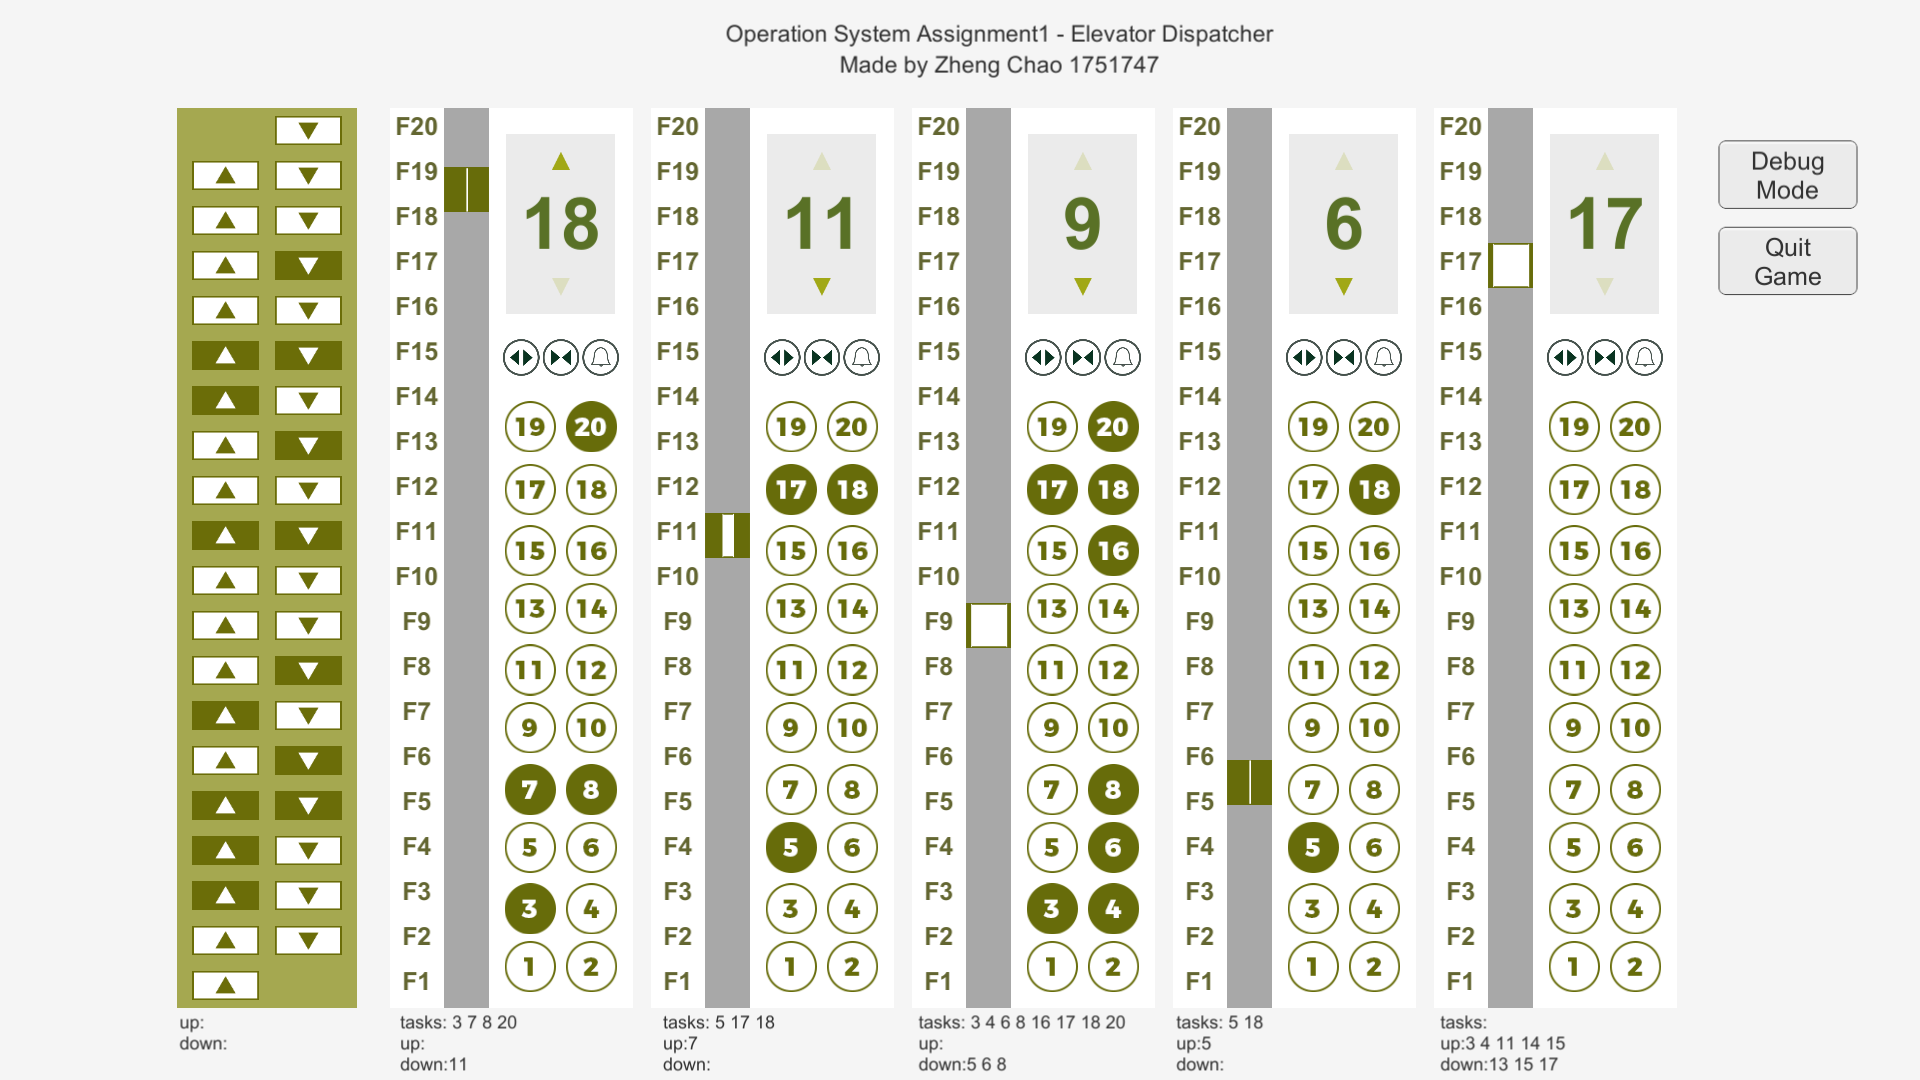 Operation System Assignment1 - Elevator Dispatcher
Made by Zheng Chao 1751747
up:
down:
F20
F19
F18
F17
F16
F15
F14
F13
F12
F11
F10
F9
F8
F7
F6
F5
F4
F3
F2
F1
18
19 20
17 18
15 16
13 14
11 12
9 10
7 8
5 6
3 4
1 2
tasks: 3 7 8 20
up:
down:11
F20
F19
F18
F17
F16
F15
F14
F13
F12
F11
F10
F9
F8
F7
F6
F5
F4
F3
F2
F1
11
19 20
17 18
15 16
13 14
11 12
9 10
7 8
5 6
3 4
1 2
tasks: 5 17 18
up:7
down:
F20
F19
F18
F17
F16
F15
F14
F13
F12
F11
F10
F9
F8
F7
F6
F5
F4
F3
F2
F1
9
19 20
17 18
15 16
13 14
11 12
9 10
7 8
5 6
3 4
1 2
tasks: 3 4 6 8 16 17 18 20
up:
down:5 6 8
F20
F19
F18
F17
F16
F15
F14
F13
F12
F11
F10
F9
F8
F7
F6
F5
F4
F3
F2
F1
6
19 20
17 18
15 16
13 14
11 12
9 10
7 8
5 6
3 4
1 2
tasks: 5 18
up:5
down:
F20
F19
F18
F17
F16
F15
F14
F13
F12
F11
F10
F9
F8
F7
F6
F5
F4
F3
F2
F1
17
19 20
17 18
15 16
13 14
11 12
9 10
7 8
5 6
3 4
1 2
tasks:
up:3 4 11 14 15
down:13 15 17
Debug
Mode
Quit
Game